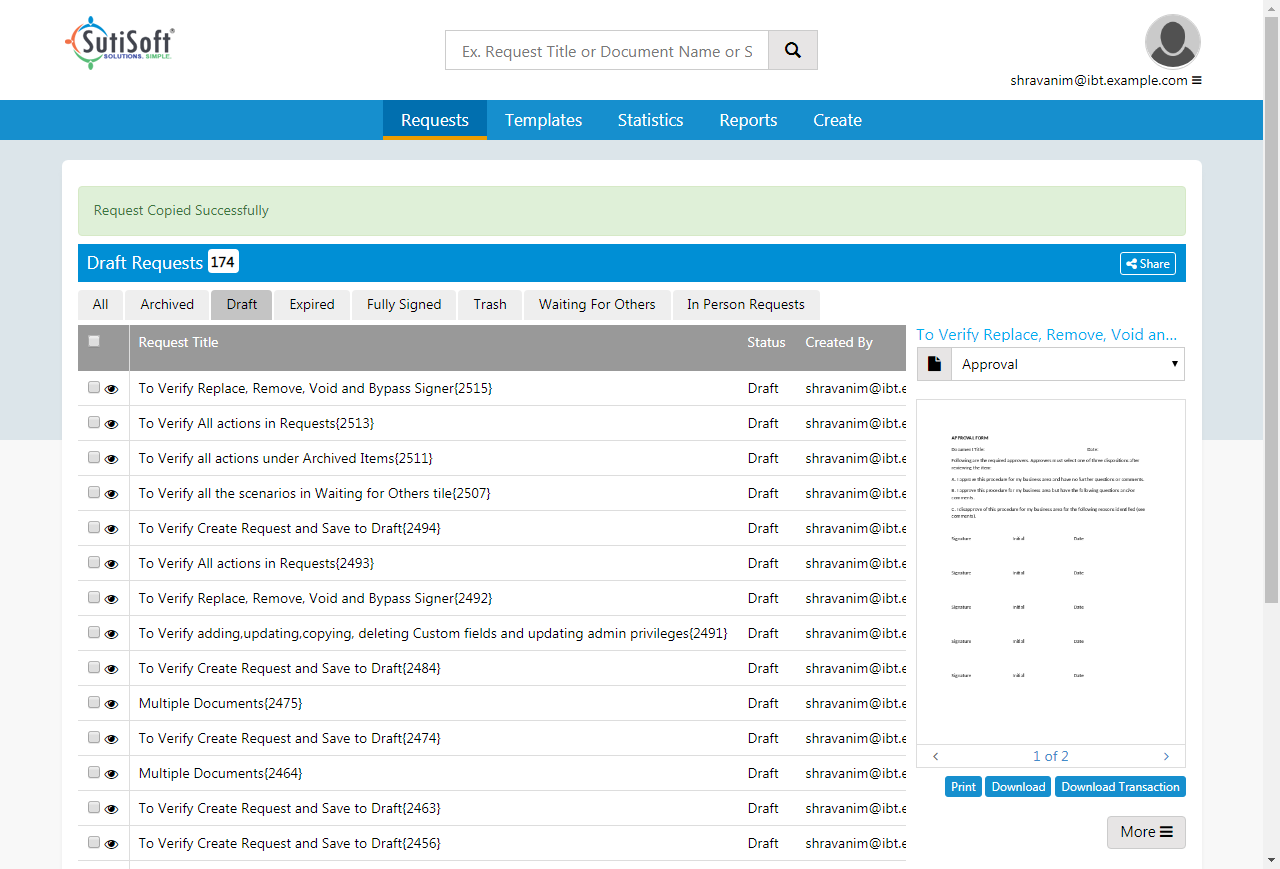 SutiSoft®
SOLUTIONS. SIMPLE.
Ex. Request Title or Document Name or S
shravanim@ibt.example.com
Requests Templates Statistics Reports Create
Request Copied Successfully
Draft Requests 174
Share
All Archived Draft Expired Fully Signed Trash Waiting For Others In Person Requests
Request Title Status Created By
To Verify Replace, Remove, Void and Bypass Signer{2515} Draft shravanim@ibt.e
To Verify All actions in Requests{2513} Draft shravanim@ibt.e
To Verify all actions under Archived Items{2511} Draft shravanim@ibt.e
To Verify all the scenarios in Waiting for Others tile{2507} Draft shravanim@ibt.e
To Verify Create Request and Save to Draft{2494} Draft shravanim@ibt.e
To Verify All actions in Requests{2493} Draft shravanim@ibt.e
To Verify Replace, Remove, Void and Bypass Signer{2492} Draft shravanim@ibt.e
To Verify adding,updating,copying, deleting Custom fields and updating admin privileges{2491} Draft shravanim@ibt.e
To Verify Create Request and Save to Draft{2484} Draft shravanim@ibt.e
Multiple Documents{2475} Draft shravanim@ibt.e
To Verify Create Request and Save to Draft{2474} Draft shravanim@ibt.e
Multiple Documents{2464} Draft shravanim@ibt.e
To Verify Create Request and Save to Draft{2463} Draft shravanim@ibt.e
To Verify Create Request and Save to Draft{2456} Draft shravanim@ibt.e
To Verify Replace, Remove, Void an...
Approval
APPROVAL FORM
Document Title: Date:
Following are the required approvers. Approvers must select one of three dispositions after
reviewing the item:
A. I approve this procedure for my business area and have no further questions or comments.
B. I approve this procedure for my business area but have the following questions and/or
comments.
C. I disapprove of this procedure for my business area for the following reasons identified (see
comments).
Signature Initial Date
Signature Initial Date
Signature Initial Date
Signature Initial Date
Signature Initial Date
1 of 2
Print Download Download Transaction
More